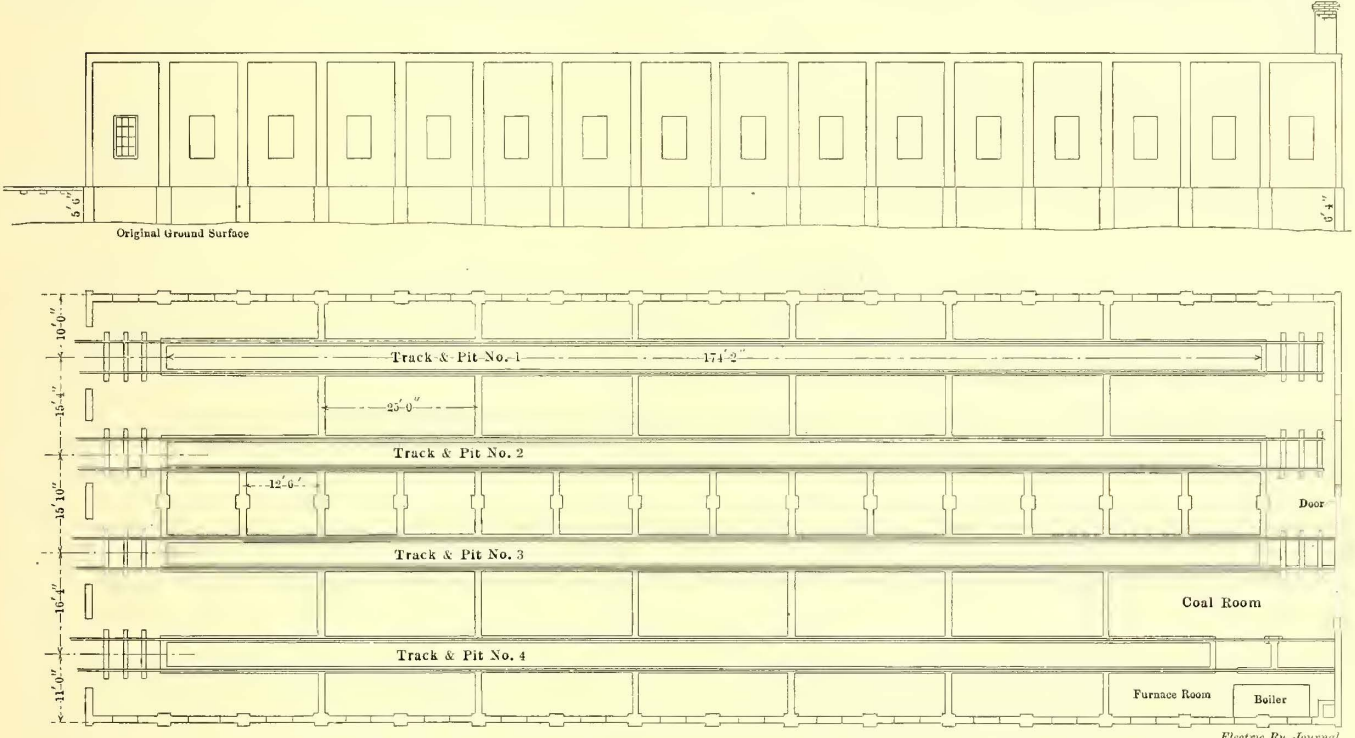 5'6"
6'4"
Original Ground Surface
10'-0"
Track & Pit No. 1
174'-2"
15'-4"
25'-0"
Track & Pit No. 2
12'-6"
15'10"
Door
Track & Pit No. 3
16'-4"
Coal Room
Track & Pit No. 4
11'-0"
Furnace Room
Boiler
Electric Ry. Journal